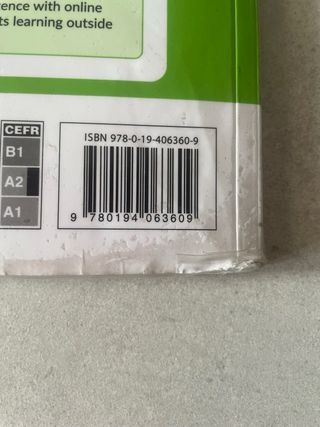 ence with online
ts learning outside
CEFR
B1
A2
A1
ISBN 978-0-19-406360-9
9 780194 063609